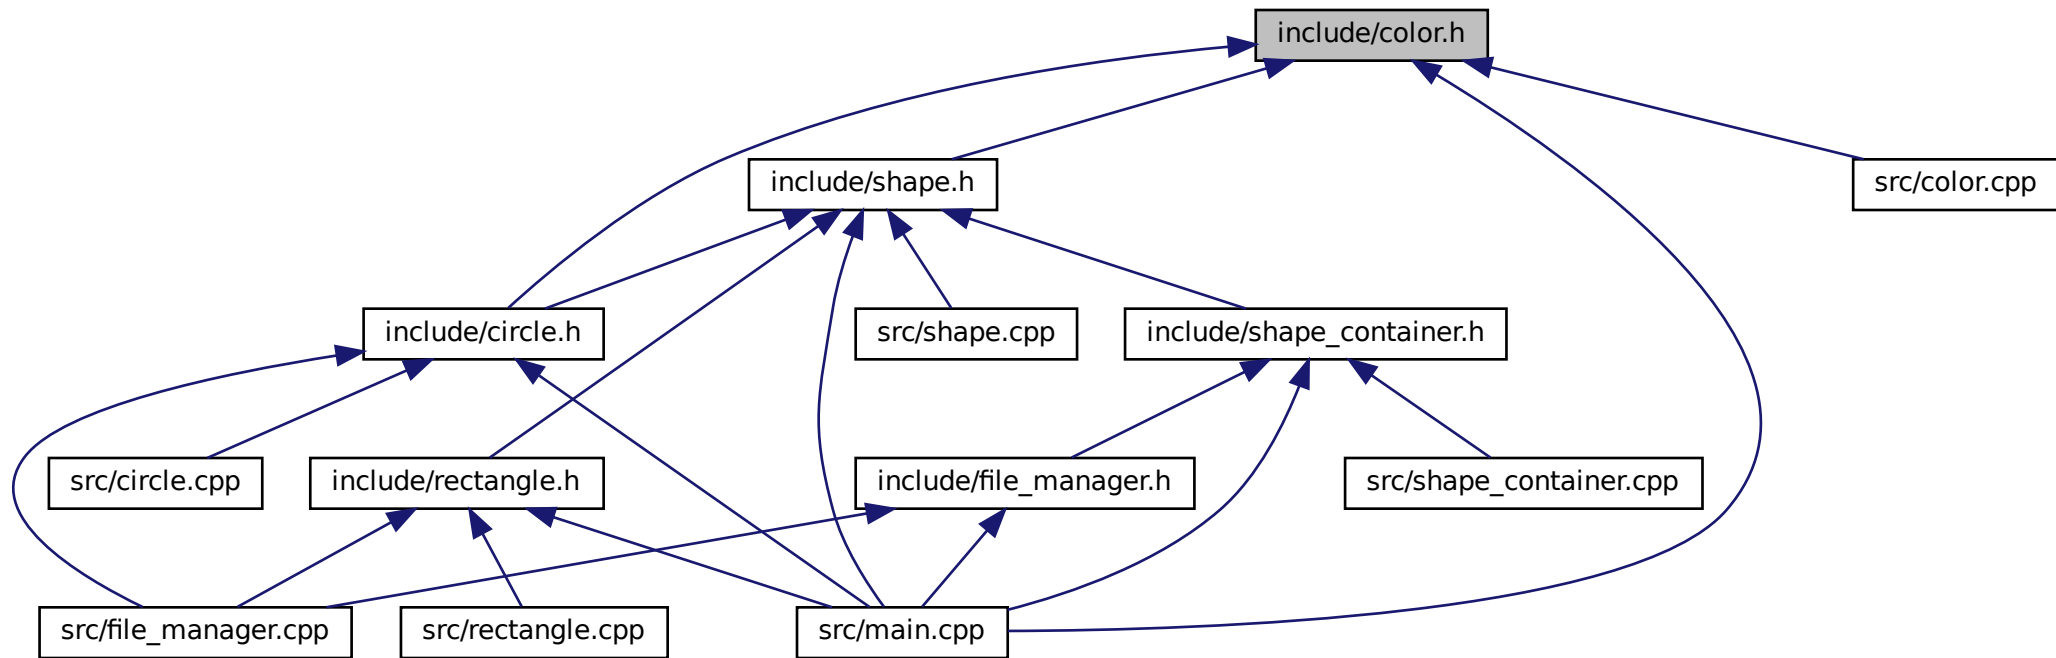 include/color.h
include/shape.h
src/color.cpp
include/circle.h
src/shape.cpp
include/shape_container.h
src/circle.cpp
include/rectangle.h
include/file_manager.h
src/shape_container.cpp
src/file_manager.cpp
src/rectangle.cpp
src/main.cpp